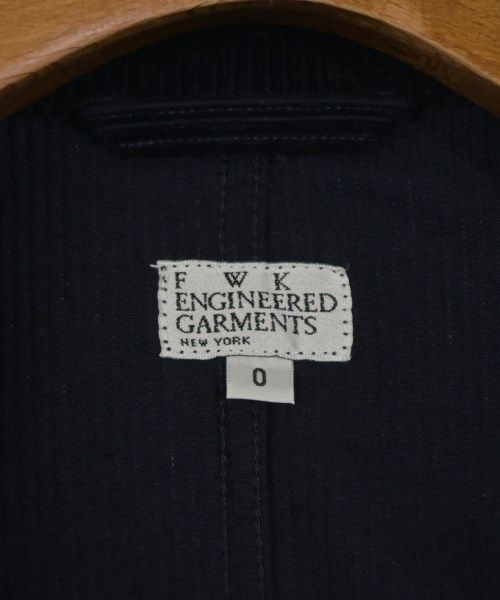 F W K
ENGINEERED
GARMENTS
NEW YORK
0